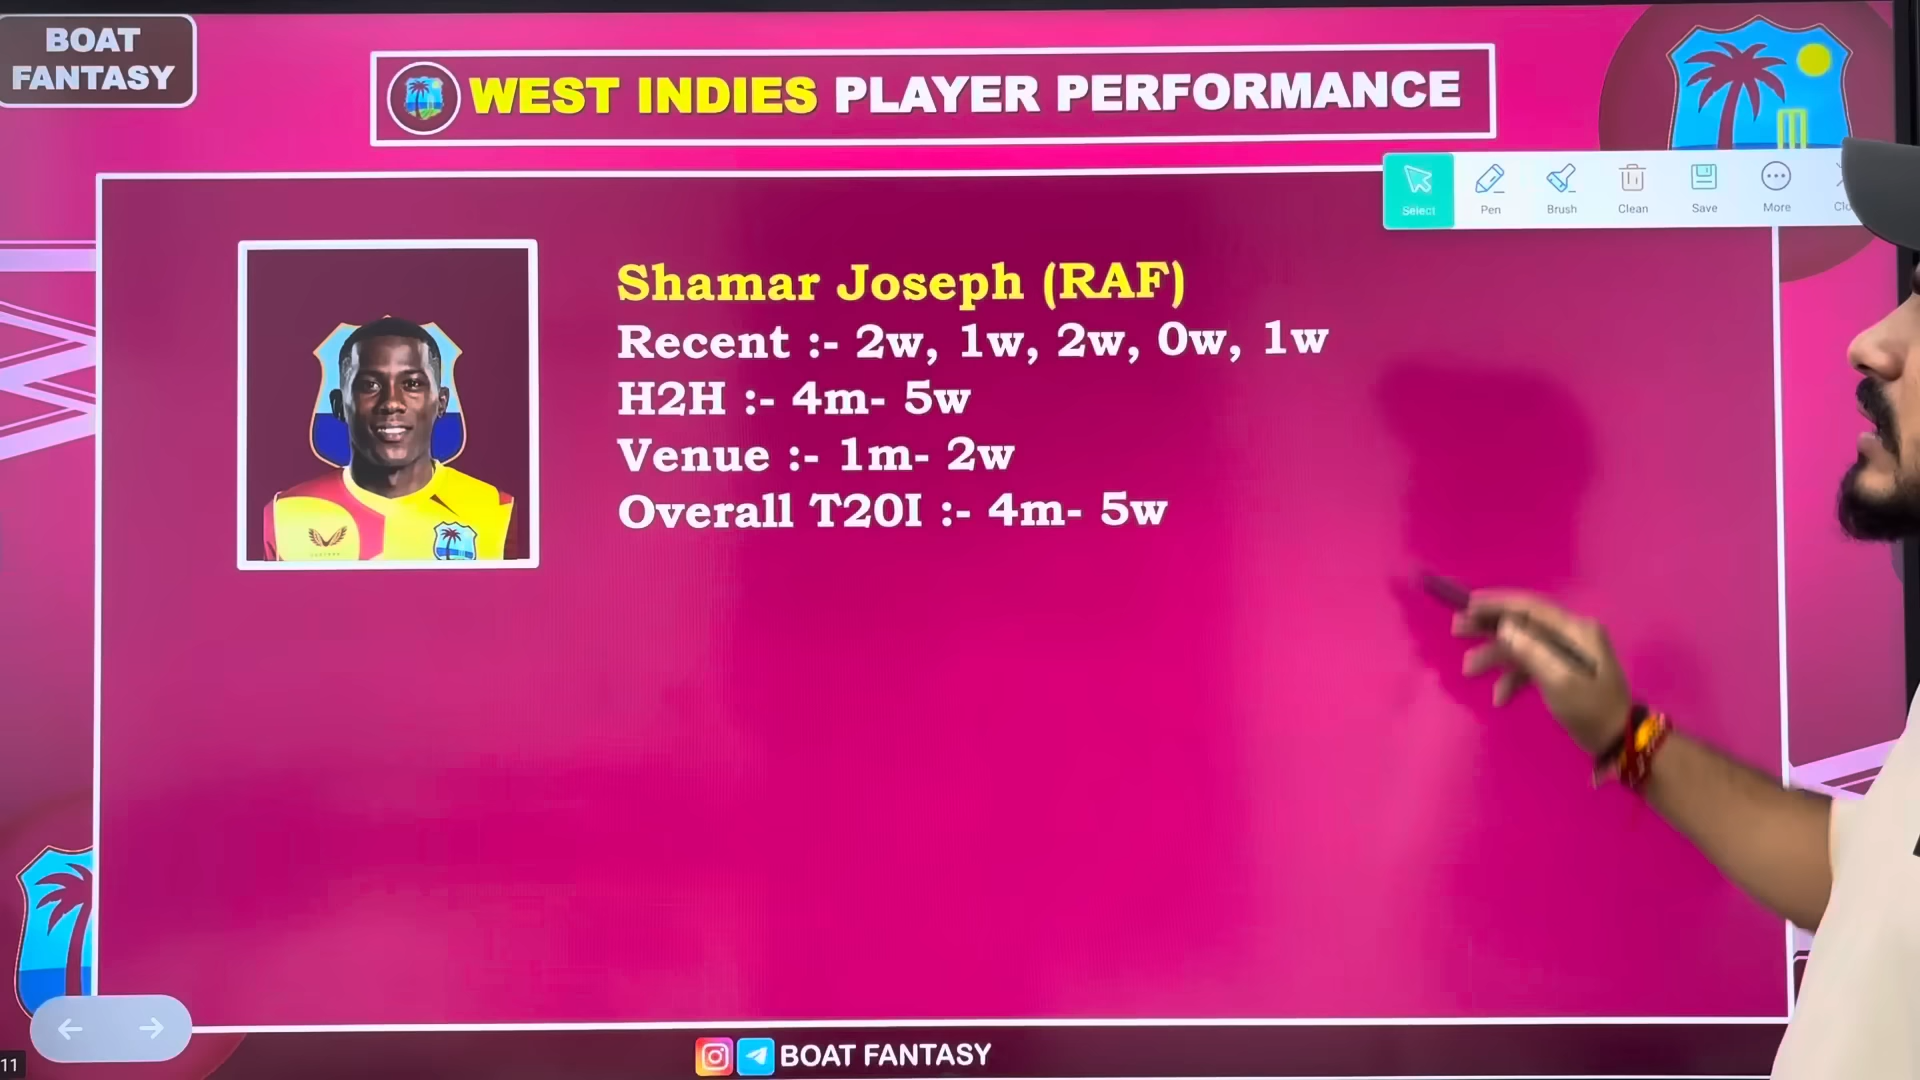 BOAT
FANTASY
WEST INDIES PLAYER PERFORMANCE
Select
Pen
Brush
Clean
Save
More
Shamar Joseph (RAF)
Recent :- 2w, 1w, 2w, 0w, 1w
H2H :- 4m- 5w
Venue :- 1m- 2w
Overall T20I :- 4m- 5w
BOAT FANTASY
11